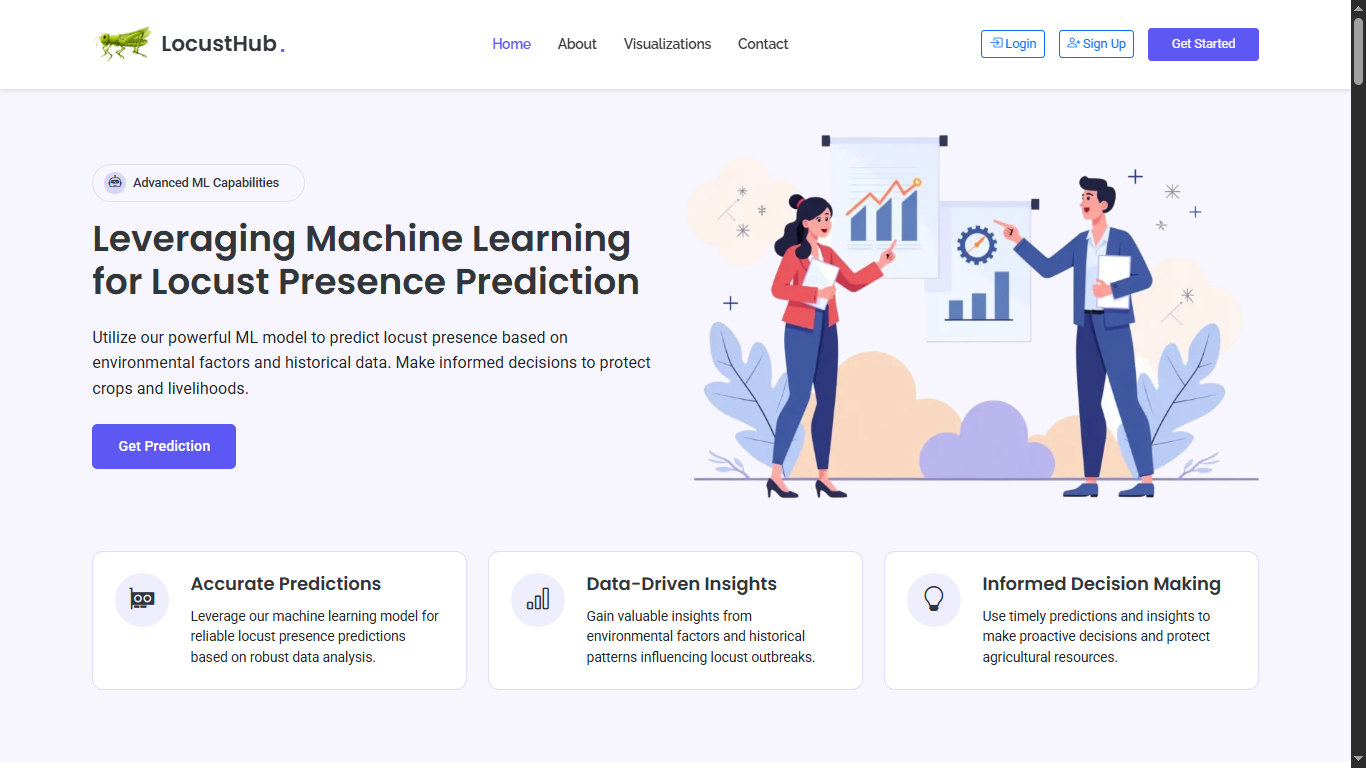 LocustHub.
Home About Visualizations Contact
Login Sign Up Get Started
Advanced ML Capabilities
Leveraging Machine Learning
for Locust Presence Prediction
Utilize our powerful ML model to predict locust presence based on
environmental factors and historical data. Make informed decisions to protect
crops and livelihoods.
Get Prediction
Accurate Predictions
Leverage our machine learning model for
reliable locust presence predictions
based on robust data analysis.
Data-Driven Insights
Gain valuable insights from
environmental factors and historical
patterns influencing locust outbreaks.
Informed Decision Making
Use timely predictions and insights to
make proactive decisions and protect
agricultural resources.